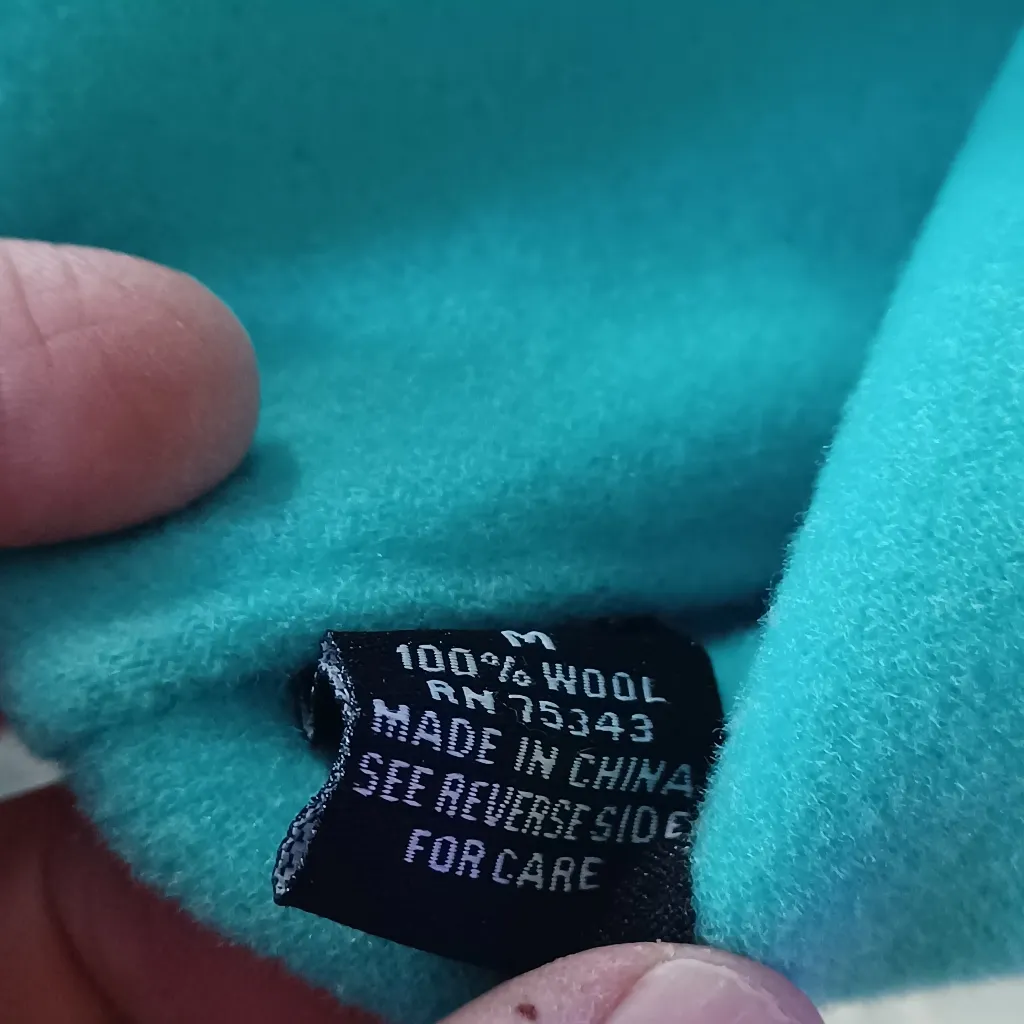 M
100% WOOL
RN 75343
MADE IN CHINA
SEE REVERSE SIDE
FOR CARE